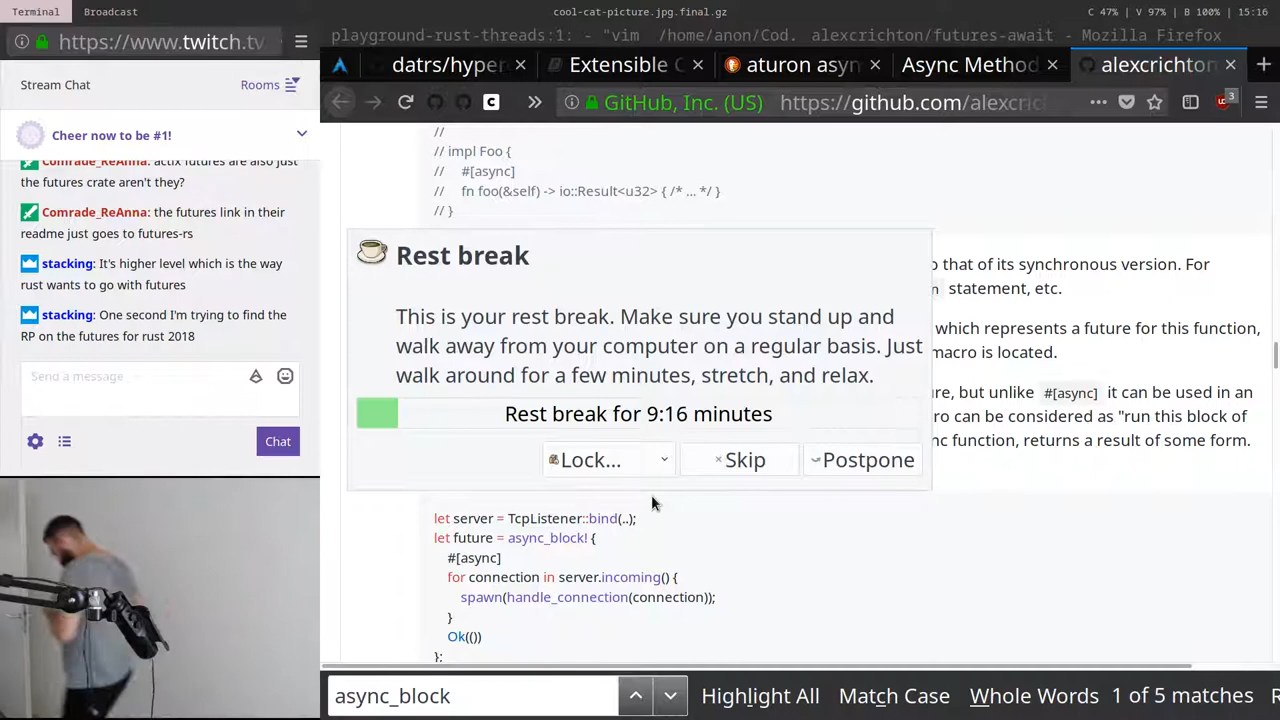 Terminal Broadcast cool-cat-picture.jpg.final.gz C 47% | V 97% | B 100% | 15:16
playground-rust-threads:1: - "vim /home/anon/Cod. alexcrichton/futures-await - Mozilla Firefox
https://www.twitch.tv
datrs/hyper Extensible C aturon asyn Async Method alexcrichton
GitHub, Inc. (US) https://github.com/alexcric
3
Stream Chat
Rooms
Cheer now to be #1!
Comrade_ReAnna: actix futures are also just
the futures crate aren't they?
Comrade_ReAnna: the futures link in their
readme just goes to futures-rs
stacking: It's higher level which is the way
rust wants to go with futures
stacking: One second I'm trying to find the
RP on the futures for rust 2018
Send a message
Chat
//
// impl Foo {
// #[async]
// fn foo(&self) -> io::Result<u32> { /* ... */ }
// }
o that of its synchronous version. For
statement, etc.
which represents a future for this function,
macro is located.
re, but unlike #[async] it can be used in an
ro can be considered as "run this block of
nc function, returns a result of some form.
Rest break
This is your rest break. Make sure you stand up and
walk away from your computer on a regular basis. Just
walk around for a few minutes, stretch, and relax.
Rest break for 9:16 minutes
Lock... Skip Postpone
let server = TcpListener::bind(..);
let future = async_block! {
#[async]
for connection in server.incoming() {
spawn(handle_connection(connection));
}
Ok(())
};
async_block Highlight All Match Case Whole Words 1 of 5 matches